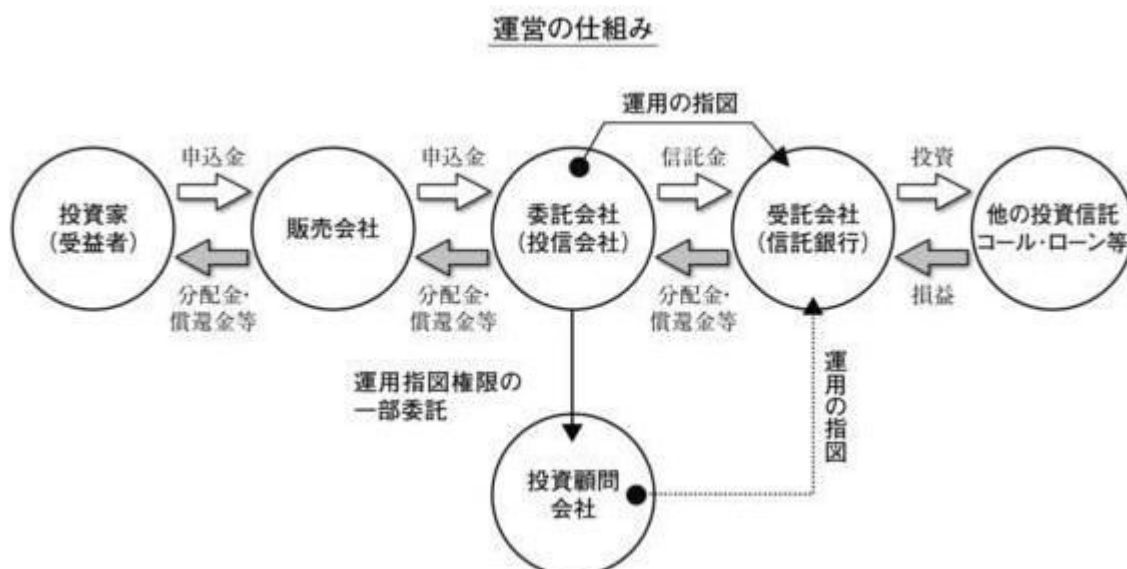 運営の仕組み
運用の指図
申込金
申込金
信託金
投資
投資家
(受益者)
販売会社
委託会社
(投信会社)
受託会社
(信託銀行)
他の投資信託
コール・ローン等
分配金・
償還金等
分配金・
償還金等
分配金・
償還金等
損益
運用指図権限の
一部委託
運用の指図
投資顧問
会社